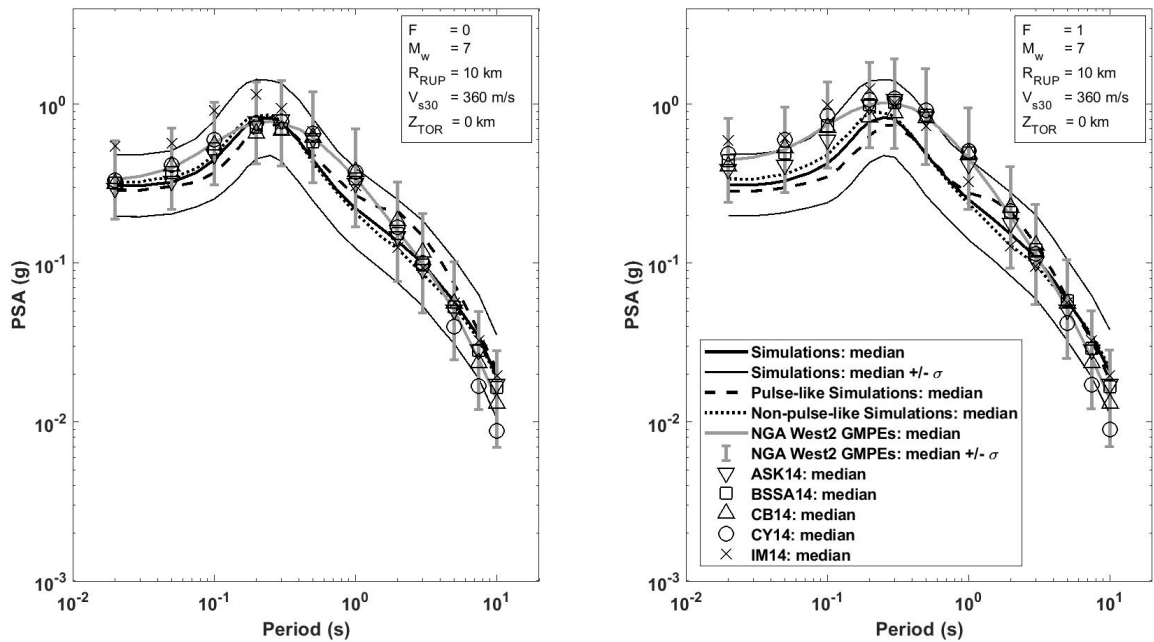 F = 0
M_w = 7
R_RUP = 10 km
V_s30 = 360 m/s
Z_TOR = 0 km
10^0
10^-1
10^-2
10^-3
PSA (g)
10^-2
10^-1
10^0
10^1
Period (s)
F = 1
M_w = 7
R_RUP = 10 km
V_s30 = 360 m/s
Z_TOR = 0 km
10^0
10^-1
10^-2
10^-3
PSA (g)
Simulations: median
Simulations: median +/- σ
Pulse-like Simulations: median
Non-pulse-like Simulations: median
NGA West2 GMPEs: median
NGA West2 GMPEs: median +/- σ
ASK14: median
BSSA14: median
CB14: median
CY14: median
IM14: median
10^-2
10^-1
10^0
10^1
Period (s)